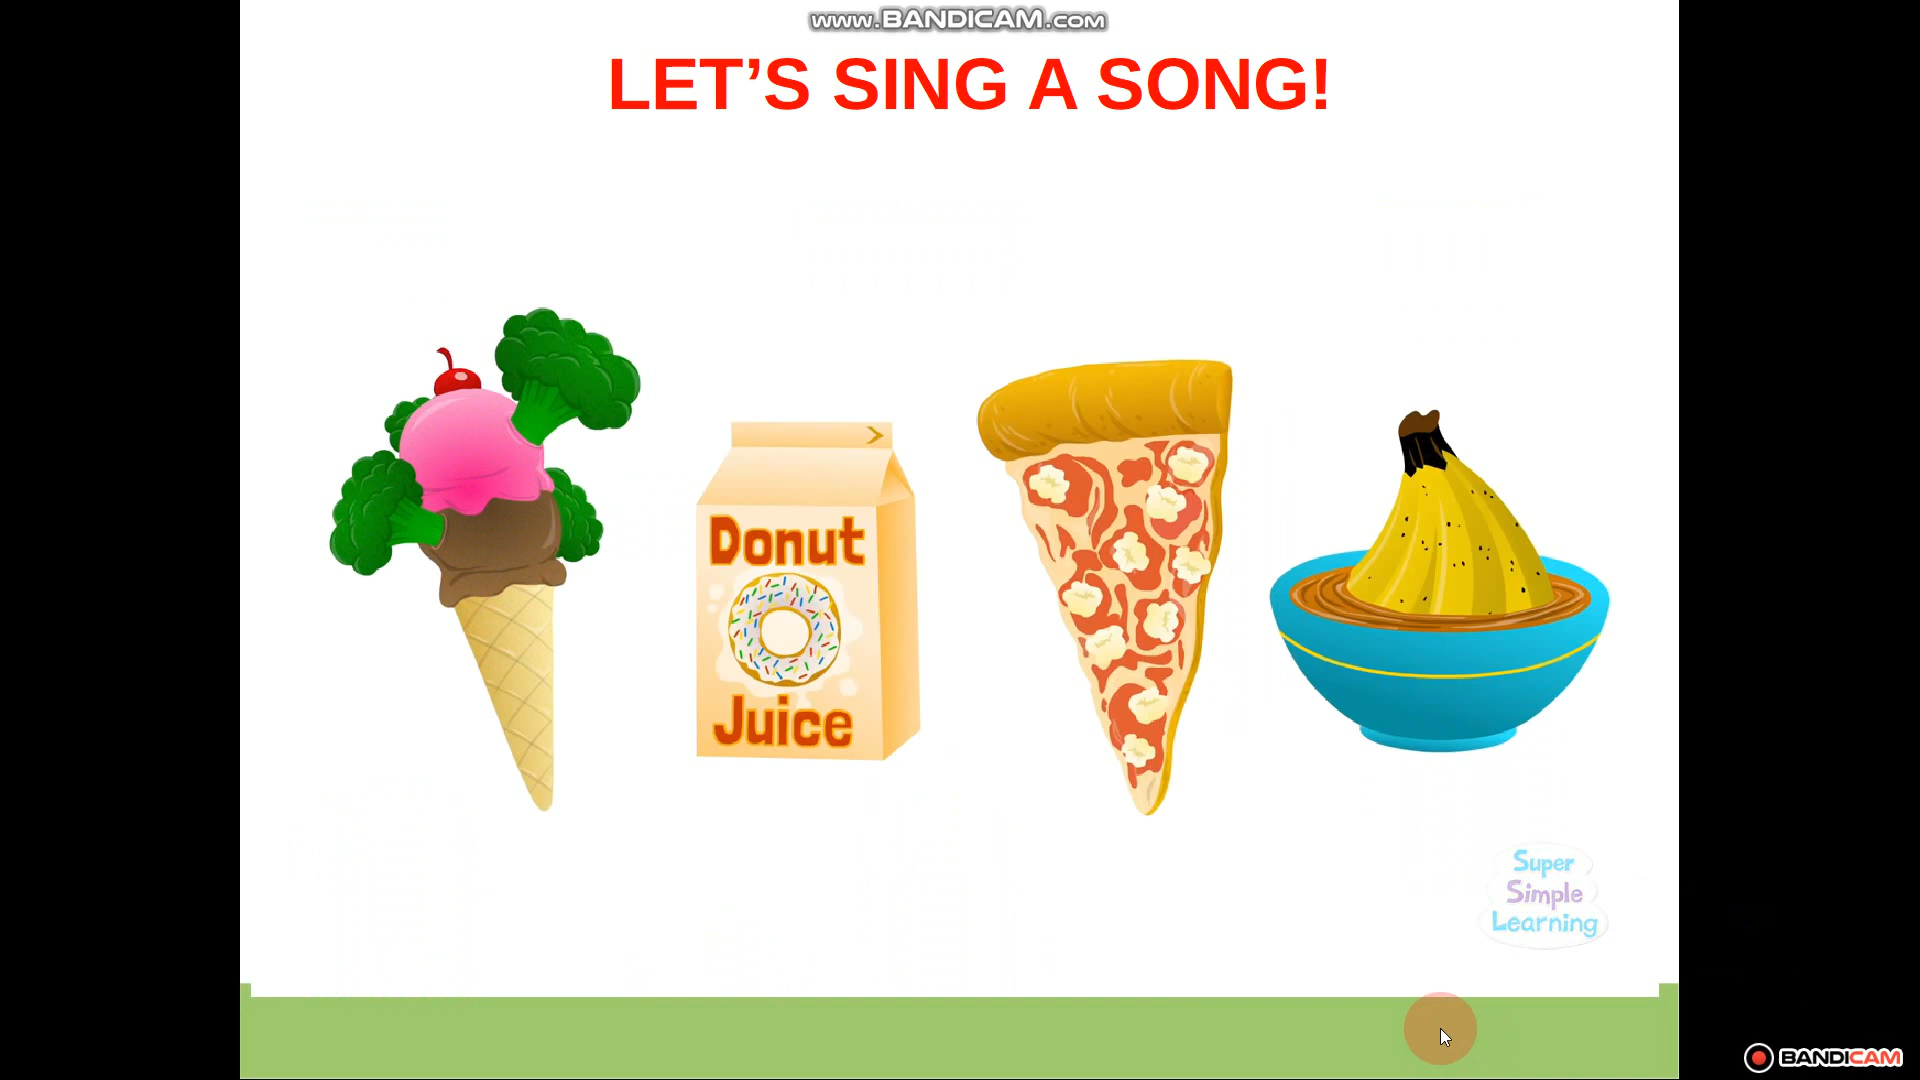 www.BANDICAM.com
LET’S SING A SONG!
Donut
Juice
Super
Simple
Learning
BANDICAM